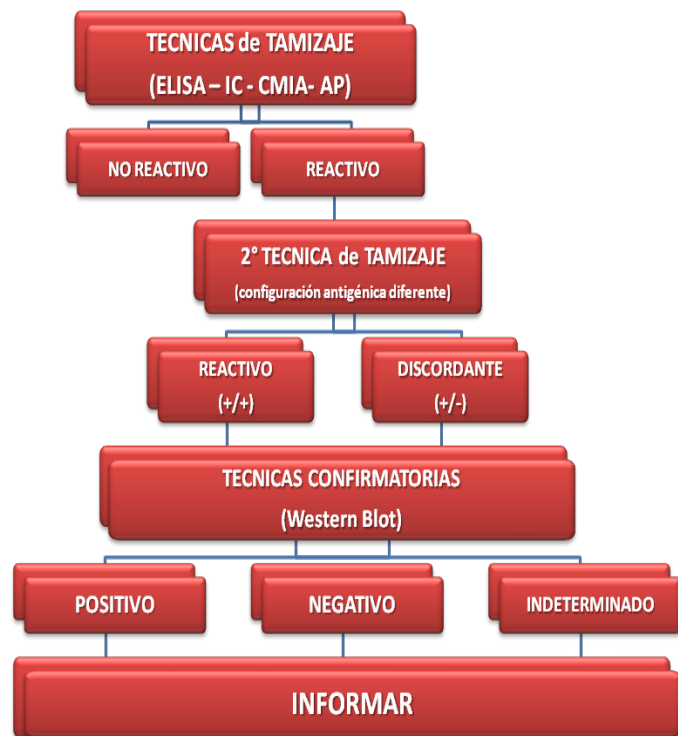 TECNICAS de TAMIZAJE
(ELISA – IC - CMIA- AP)
NO REACTIVO
REACTIVO
2° TECNICA de TAMIZAJE
(configuración antigénica diferente)
REACTIVO
(+/+)
DISCORDANTE
(+/-)
TECNICAS CONFIRMATORIAS
(Western Blot)
POSITIVO
NEGATIVO
INDETERMINADO
INFORMAR